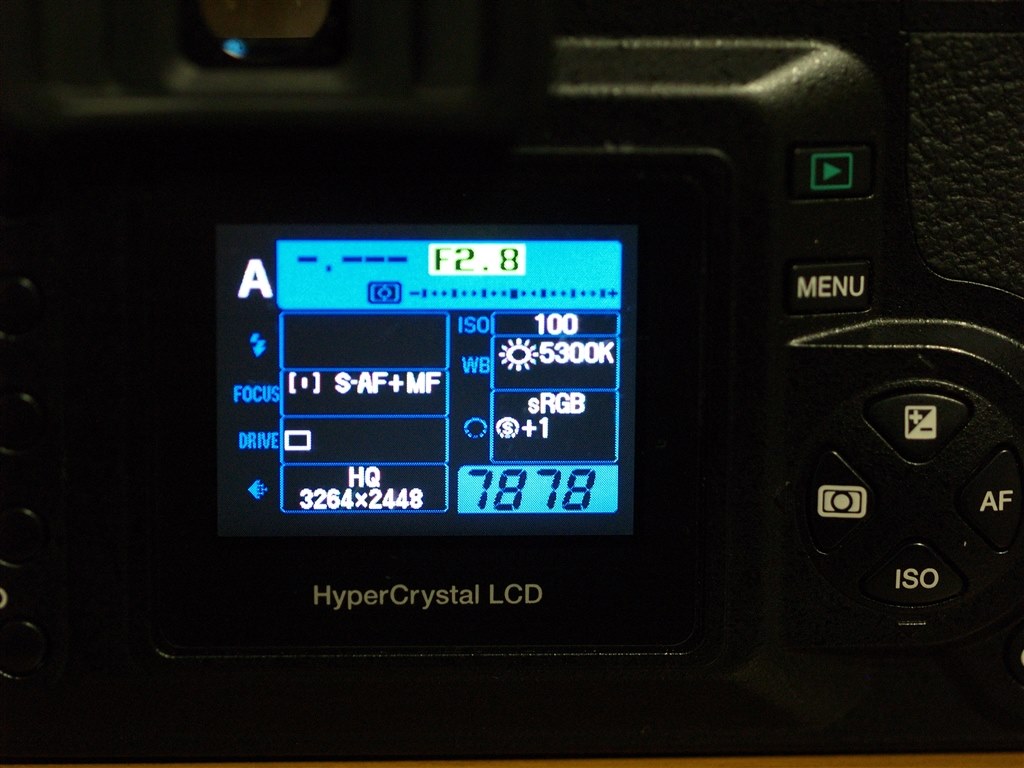 A
-.--- F2.8
ISO 100
WB 5300K
FOCUS S-AF+MF
sRGB
S+1
DRIVE
HQ
3264×2448
7878
HyperCrystal LCD
MENU
AF
ISO